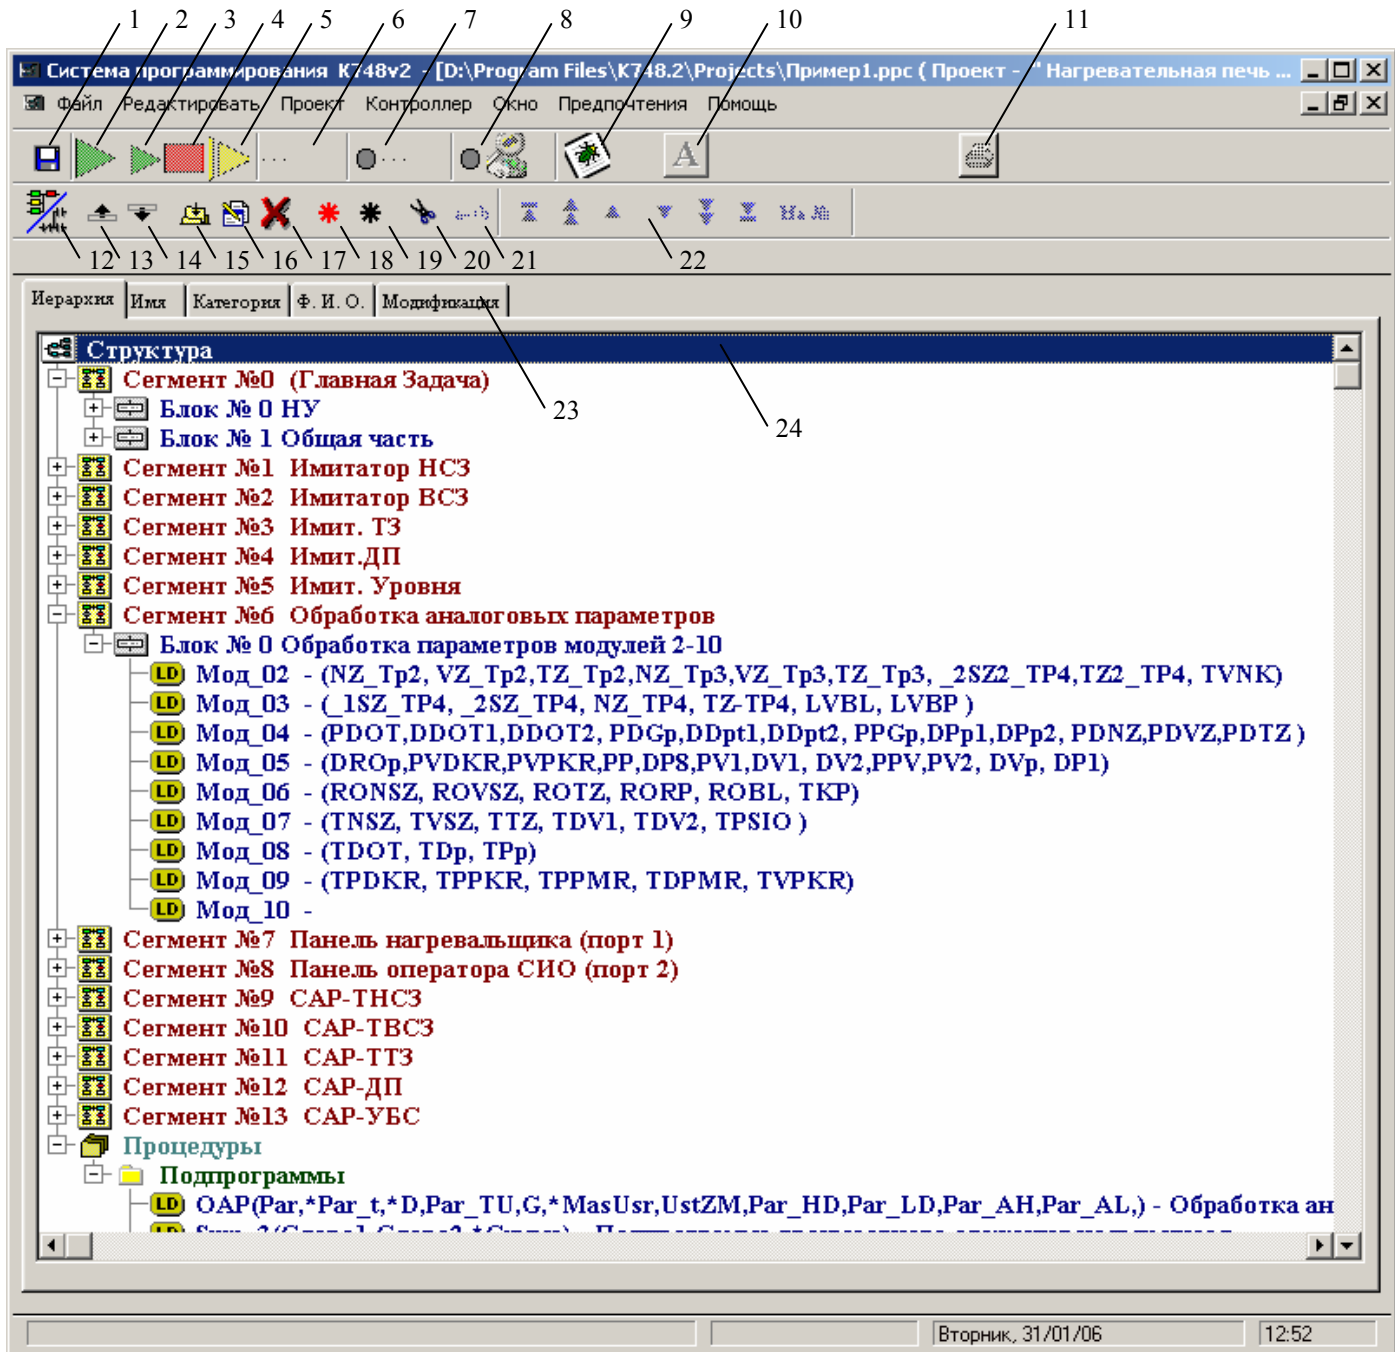 1 2 3 4 5 6 7 8 9 10 11
Система программирования K748v2 - [D:\Program Files\K748.2\Projects\Пример1.ppc ( Проект - " Нагревательная печь ...
Файл Редактировать Проект Контроллер Окно Предпочтения Помощь
A
На №
12 13 14 15 16 17 18 19 20 21 22
Иерархия Имя Категория Ф. И. О. Модификация
Структура
Сегмент №0 (Главная Задача)
Блок № 0 НУ
23
Блок № 1 Общая часть
24
Сегмент №1 Имитатор НСЗ
Сегмент №2 Имитатор ВСЗ
Сегмент №3 Имит. ТЗ
Сегмент №4 Имит.ДП
Сегмент №5 Имит. Уровня
Сегмент №6 Обработка аналоговых параметров
Блок № 0 Обработка параметров модулей 2-10
LD Мод_02 - (NZ_Tp2, VZ_Tp2,TZ_Tp2,NZ_Tp3,VZ_Tp3,TZ_Tp3, _2SZ2_TP4,TZ2_TP4, TVNK)
LD Мод_03 - (_1SZ_TP4, _2SZ_TP4, NZ_TP4, TZ-TP4, LVBL, LVBP )
LD Мод_04 - (PDOT,DDOT1,DDOT2, PDGp,DDpt1,DDpt2, PPGp,DPp1,DPp2, PDNZ,PDVZ,PDTZ )
LD Мод_05 - (DROp,PVDKR,PVPKR,PP,DP8,PV1,DV1, DV2,PPV,PV2, DVp, DP1)
LD Мод_06 - (RONSZ, ROVSZ, ROTZ, RORP, ROBL, TKP)
LD Мод_07 - (TNSZ, TVSZ, TTZ, TDV1, TDV2, TPSIO )
LD Мод_08 - (TDOT, TDp, TPp)
LD Мод_09 - (TPDKR, TPPKR, TPPMR, TDPMR, TVPKR)
LD Мод_10 -
Сегмент №7 Панель нагревальщика (порт 1)
Сегмент №8 Панель оператора СИО (порт 2)
Сегмент №9 САР-ТНСЗ
Сегмент №10 САР-ТВСЗ
Сегмент №11 САР-ТТЗ
Сегмент №12 САР-ДП
Сегмент №13 САР-УБС
Процедуры
Подпрограммы
LD OAP(Par,*Par_t,*D,Par_TU,G,*MasUsr,UstZM,Par_HD,Par_LD,Par_AH,Par_AL,) - Обработка ан
Вторник, 31/01/06 12:52